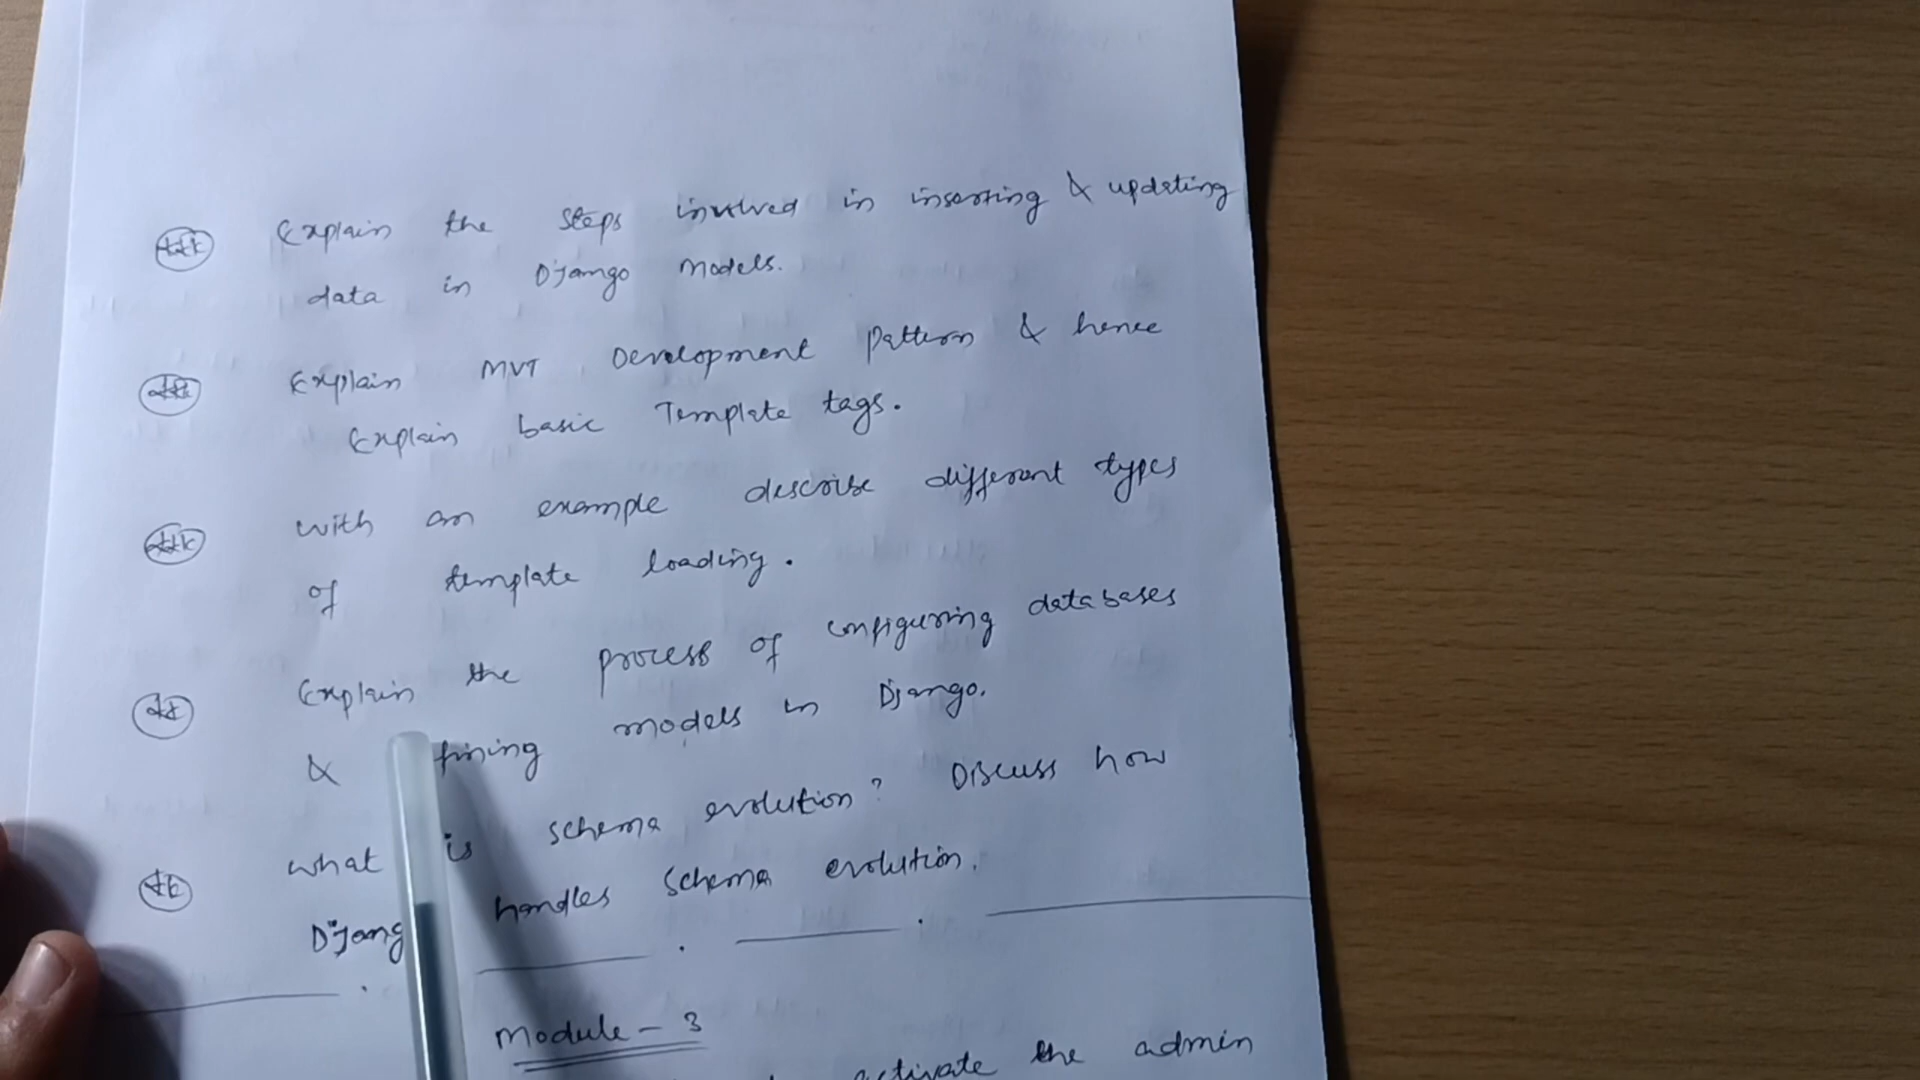 *** Explain the steps involved in inserting & updating
data in Django Models.
*** Explain MVT Development Pattern & hence
Explain basic Template tags.
*** with an example describe different types
of template loading.
** Explain the process of configuring databases
& fining models in Django.
** what is schema evolution? Discuss how
Djang handles schema evolution.
Module - 3
activate the admin